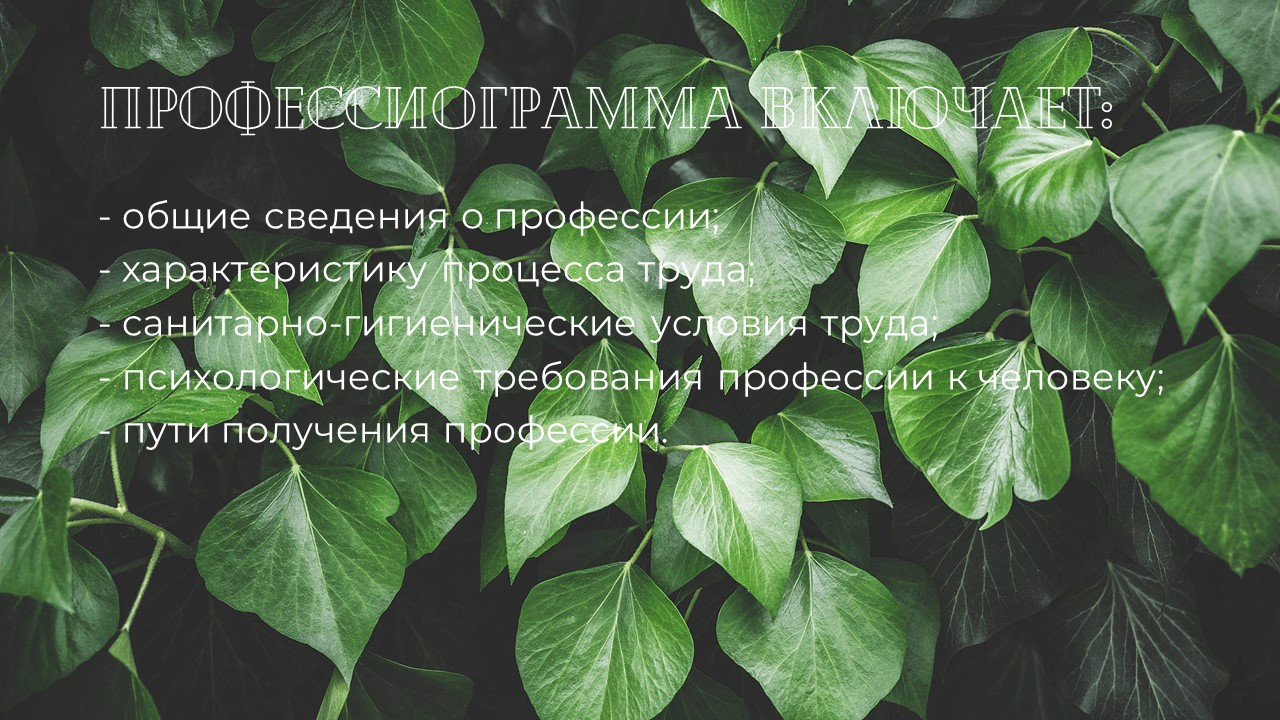 ПРОФЕССИОГРАММА ВКЛЮЧАЕТ:
- общие сведения о профессии;
- характеристику процесса труда;
- санитарно-гигиенические условия труда;
- психологические требования профессии к человеку;
- пути получения профессии.